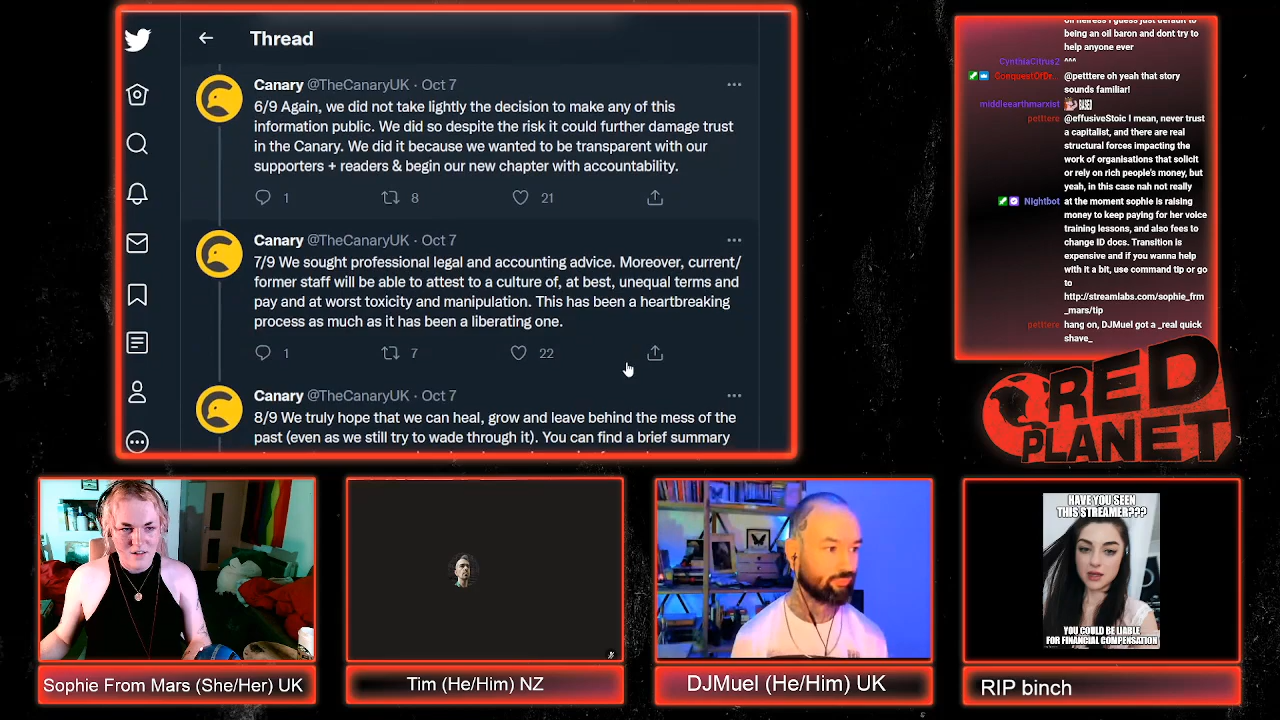 Thread
Canary @TheCanaryUK · Oct 7
6/9 Again, we did not take lightly the decision to make any of this
information public. We did so despite the risk it could further damage trust
in the Canary. We did it because we wanted to be transparent with our
supporters + readers & begin our new chapter with accountability.
1 8 21
Canary @TheCanaryUK · Oct 7
7/9 We sought professional legal and accounting advice. Moreover, current/
former staff will be able to attest to a culture of, at best, unequal terms and
pay and at worst toxicity and manipulation. This has been a heartbreaking
process as much as it has been a liberating one.
1 7 22
Canary @TheCanaryUK · Oct 7
8/9 We truly hope that we can heal, grow and leave behind the mess of the
past (even as we still try to wade through it). You can find a brief summary
oil heiress I guess just default to
being an oil baron and dont try to
help anyone ever
CynthiaCitrus2 ^^^
ConquestOfDr.. @petttere oh yeah that story
sounds familiar!
middleearthmarxist BASED
petttere @effusiveStoic I mean, never trust
a capitalist, and there are real
structural forces impacting the
work of organisations that solicit
or rely on rich people's money, but
yeah, in this case nah not really
Nightbot at the moment sophie is raising
money to keep paying for her voice
training lessons, and also fees to
change ID docs. Transition is
expensive and if you wanna help
with it a bit, use command tip or go
to
http://streamlabs.com/sophie_frm
_mars/tip
petttere hang on, DJMuel got a _real quick
shave_
RED
PLANET
HAVE YOU SEEN
THIS STREAMER???
YOU COULD BE LIABLE
FOR FINANCIAL COMPENSATION
Sophie From Mars (She/Her) UK
Tim (He/Him) NZ
DJMuel (He/Him) UK
RIP binch